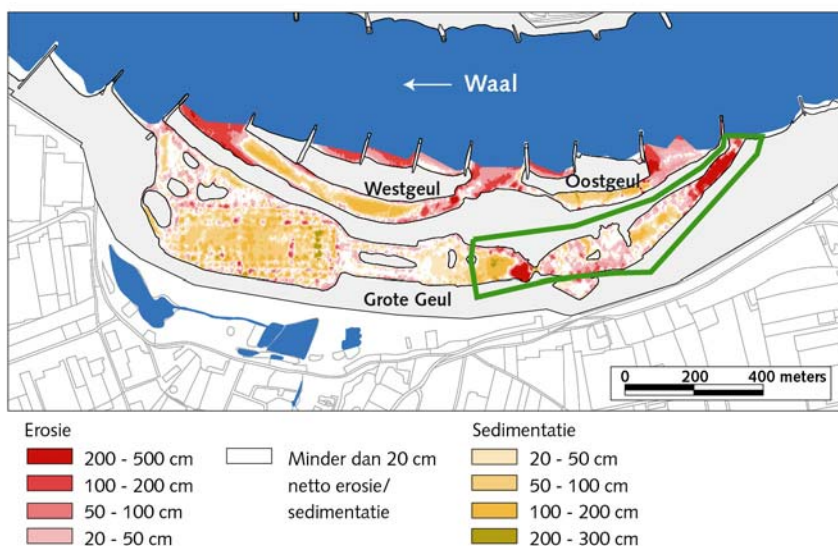 Waal
Westgeul
Oostgeul
Grote Geul
0 200 400 meters
Erosie
200 - 500 cm
100 - 200 cm
50 - 100 cm
20 - 50 cm
Minder dan 20 cm
netto erosie/
sedimentatie
Sedimentatie
20 - 50 cm
50 - 100 cm
100 - 200 cm
200 - 300 cm